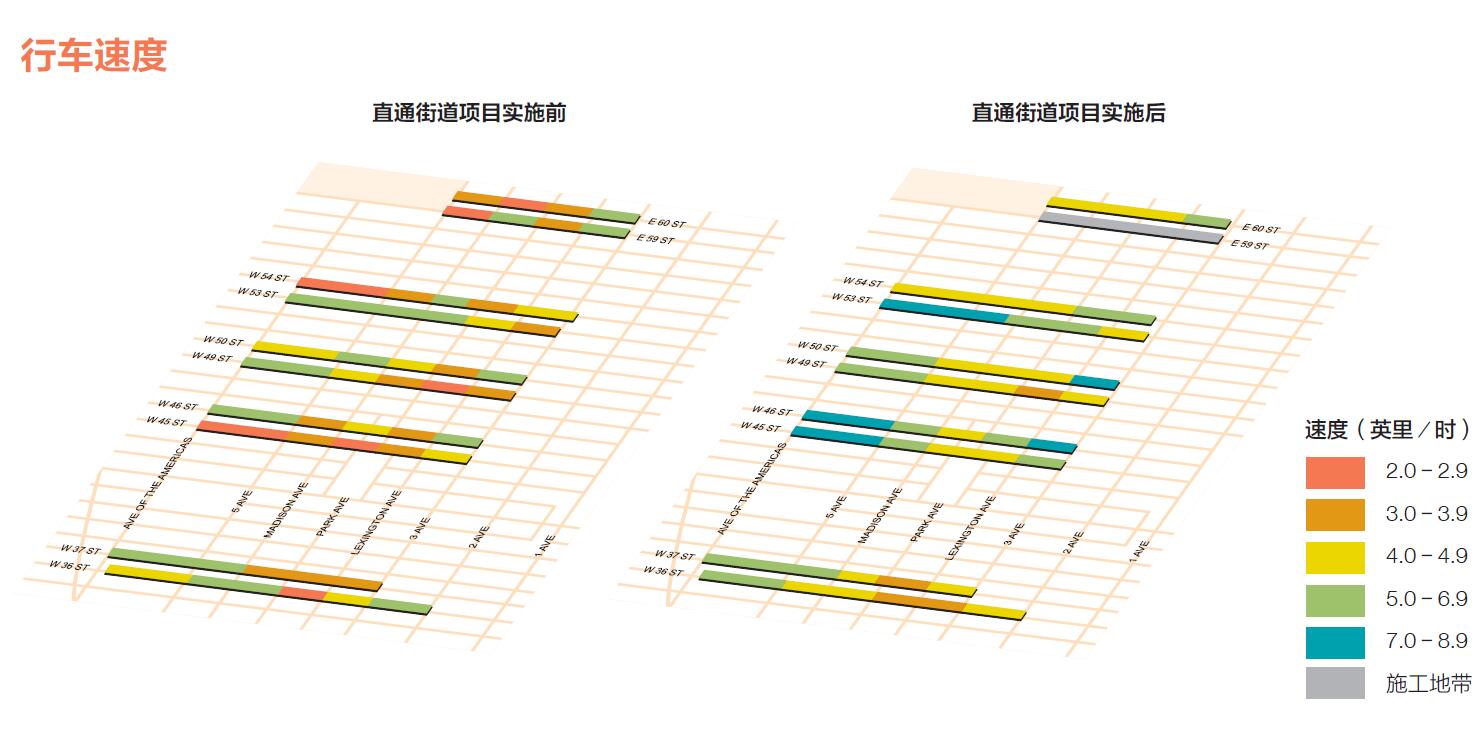 行车速度
直通街道项目实施前
E 60 ST
E 59 ST
W 54 ST
W 53 ST
W 50 ST
W 49 ST
W 46 ST
W 45 ST
AVE OF THE AMERICAS
5 AVE
MADISON AVE
PARK AVE
LEXINGTON AVE
3 AVE
2 AVE
1 AVE
W 37 ST
W 36 ST
直通街道项目实施后
E 60 ST
E 59 ST
W 54 ST
W 53 ST
W 50 ST
W 49 ST
W 46 ST
W 45 ST
AVE OF THE AMERICAS
5 AVE
MADISON AVE
PARK AVE
LEXINGTON AVE
3 AVE
2 AVE
1 AVE
W 37 ST
W 36 ST
速度（英里／时）
2.0 – 2.9
3.0 – 3.9
4.0 – 4.9
5.0 – 6.9
7.0 – 8.9
施工地带